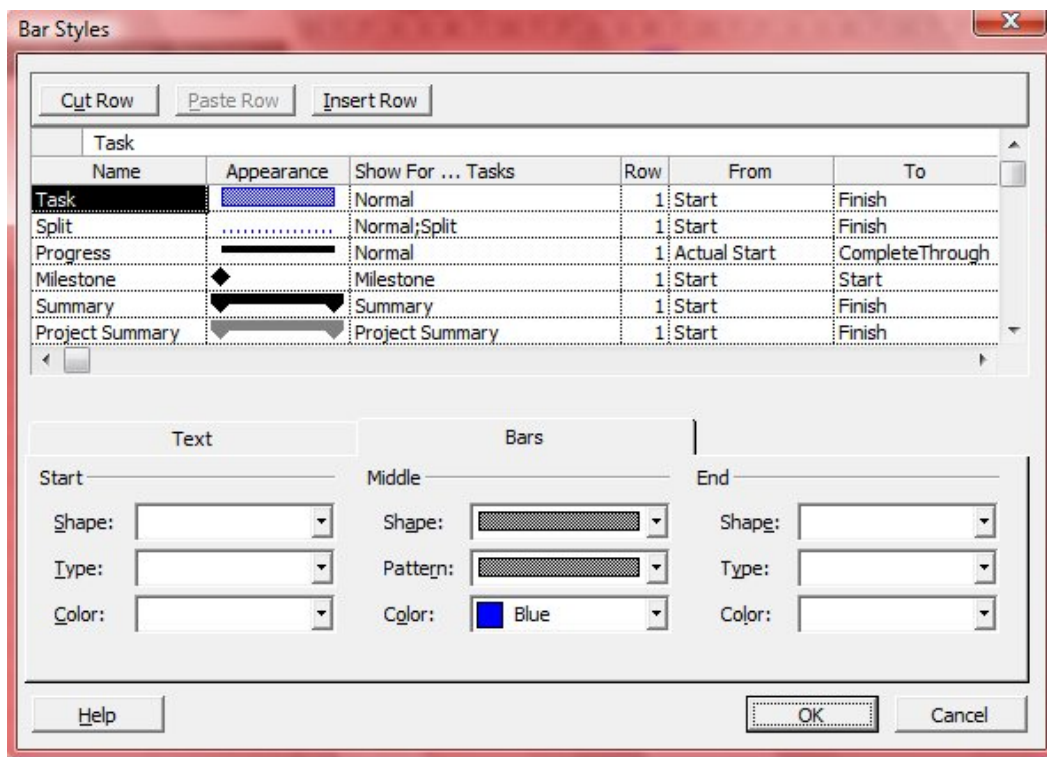 Bar Styles
Cut Row Paste Row Insert Row
Task
Name Appearance Show For ... Tasks Row From To
Task Normal 1 Start Finish
Split Normal;Split 1 Start Finish
Progress Normal 1 Actual Start CompleteThrough
Milestone Milestone 1 Start Start
Summary Summary 1 Start Finish
Project Summary Project Summary 1 Start Finish
Text Bars
Start Middle End
Shape: Shape: Shape:
Type: Pattern: Type:
Color: Color: Blue Color:
Help OK Cancel